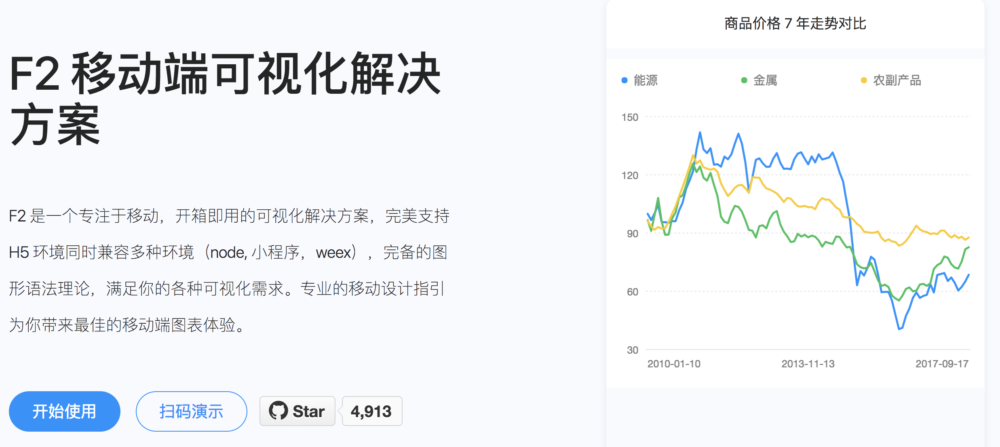 F2 移动端可视化解决
方案
F2 是一个专注于移动，开箱即用的可视化解决方案，完美支持
H5 环境同时兼容多种环境（node, 小程序，weex），完备的图
形语法理论，满足你的各种可视化需求。专业的移动设计指引
为你带来最佳的移动端图表体验。
开始使用
扫码演示
Star
4,913
商品价格 7 年走势对比
能源
金属
农副产品
150
120
90
60
30
2010-01-10
2013-11-13
2017-09-17